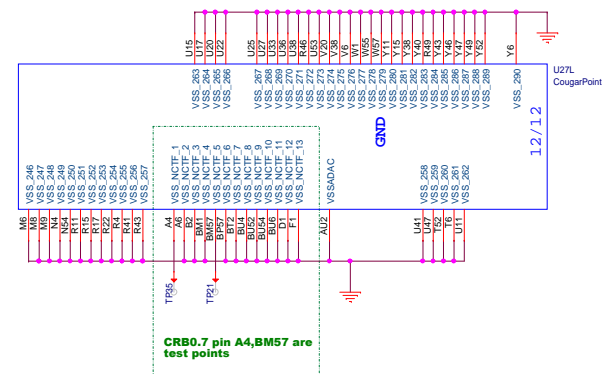 U15
U17
U20
U22
U25
U27
U33
U36
U38
R46
U53
V20
V38
Y6
W1
W55
W57
Y11
Y15
Y38
Y40
R49
Y43
Y46
Y47
Y49
Y52
Y6
U27L
CougarPoint
VSS_263
VSS_264
VSS_265
VSS_266
VSS_267
VSS_268
VSS_269
VSS_270
VSS_271
VSS_272
VSS_273
VSS_274
VSS_275
VSS_276
VSS_277
VSS_278
VSS_279
VSS_280
VSS_281
VSS_282
VSS_283
VSS_284
VSS_285
VSS_286
VSS_287
VSS_288
VSS_289
VSS_290
GND
12/12
VSS_246
VSS_247
VSS_248
VSS_249
VSS_250
VSS_251
VSS_252
VSS_253
VSS_254
VSS_255
VSS_256
VSS_257
VSS_NCTF_1
VSS_NCTF_2
VSS_NCTF_3
VSS_NCTF_4
VSS_NCTF_5
VSS_NCTF_6
VSS_NCTF_7
VSS_NCTF_8
VSS_NCTF_9
VSS_NCTF_10
VSS_NCTF_11
VSS_NCTF_12
VSS_NCTF_13
VSSADAC
VSS_258
VSS_259
VSS_260
VSS_261
VSS_262
M6
M8
M9
N4
N54
R11
R15
R17
R22
R4
R41
R43
A4
A6
B2
BM1
BM57
BP57
BT2
BU4
BU52
BU54
BU6
D1
F1
AU2
U41
U47
T52
T6
U11
TP35
TP21
CRB0.7 pin A4,BM57 are
test points